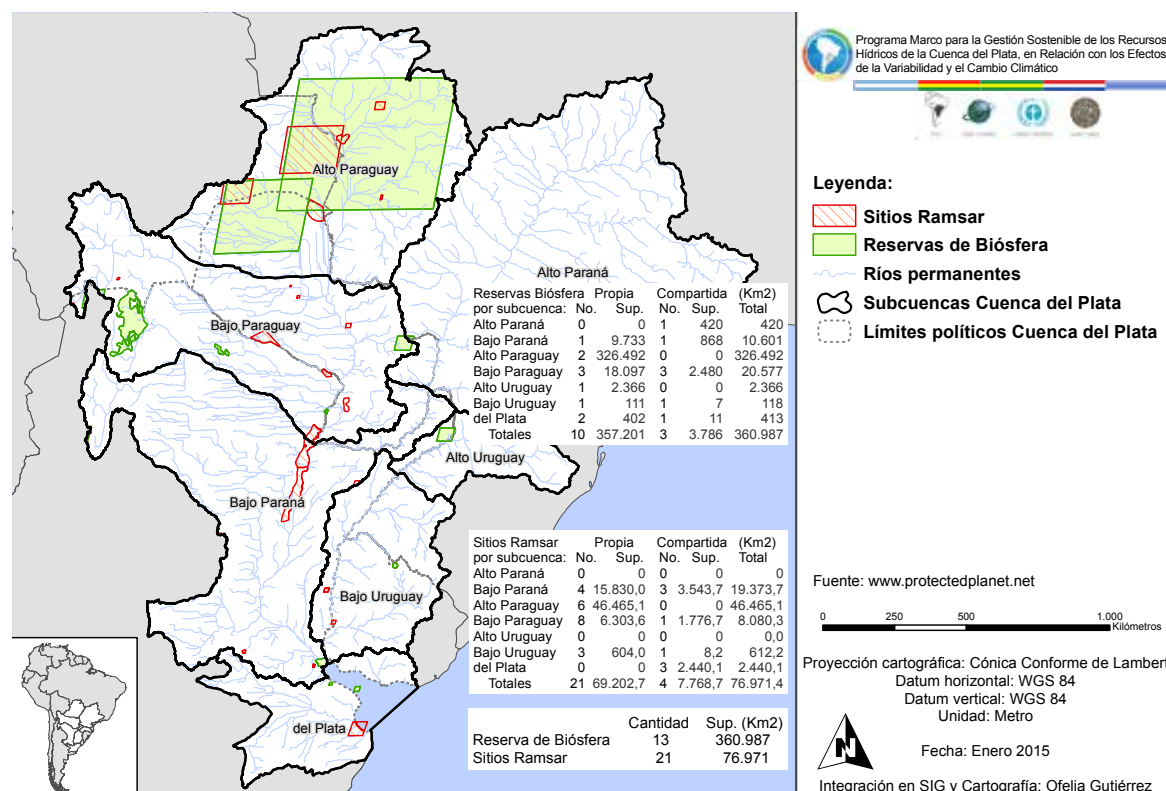 Programa Marco para la Gestión Sostenible de los Recursos
Hídricos de la Cuenca del Plata, en Relación con los Efectos
de la Variabilidad y el Cambio Climático
Leyenda:
Sitios Ramsar
Reservas de Biósfera
Ríos permanentes
Subcuencas Cuenca del Plata
Límites políticos Cuenca del Plata
Alto Paraguay
Alto Paraná
Bajo Paraguay
Alto Uruguay
Bajo Paraná
Bajo Uruguay
del Plata
Reservas Biósfera Propia Compartida (Km2)
por subcuenca: No. Sup. No. Sup. Total
Alto Paraná 0 0 1 420 420
Bajo Paraná 1 9.733 1 868 10.601
Alto Paraguay 2 326.492 0 0 326.492
Bajo Paraguay 3 18.097 3 2.480 20.577
Alto Uruguay 1 2.366 0 0 2.366
Bajo Uruguay 1 111 1 7 118
del Plata 2 402 1 11 413
Totales 10 357.201 3 3.786 360.987
Sitios Ramsar Propia Compartida (Km2)
por subcuenca: No. Sup. No. Sup. Total
Alto Paraná 0 0 0 0 0
Bajo Paraná 4 15.830,0 3 3.543,7 19.373,7
Alto Paraguay 6 46.465,1 0 0 46.465,1
Bajo Paraguay 8 6.303,6 1 1.776,7 8.080,3
Alto Uruguay 0 0 0 0 0,0
Bajo Uruguay 3 604,0 1 8,2 612,2
del Plata 0 0 3 2.440,1 2.440,1
Totales 21 69.202,7 4 7.768,7 76.971,4
Cantidad Sup. (Km2)
Reserva de Biósfera 13 360.987
Sitios Ramsar 21 76.971
Fuente: www.protectedplanet.net
0 250 500 1.000
Kilómetros
Proyección cartográfica: Cónica Conforme de Lambert
Datum horizontal: WGS 84
Datum vertical: WGS 84
Unidad: Metro
N
Fecha: Enero 2015
Integración en SIG y Cartografía: Ofelia Gutiérrez